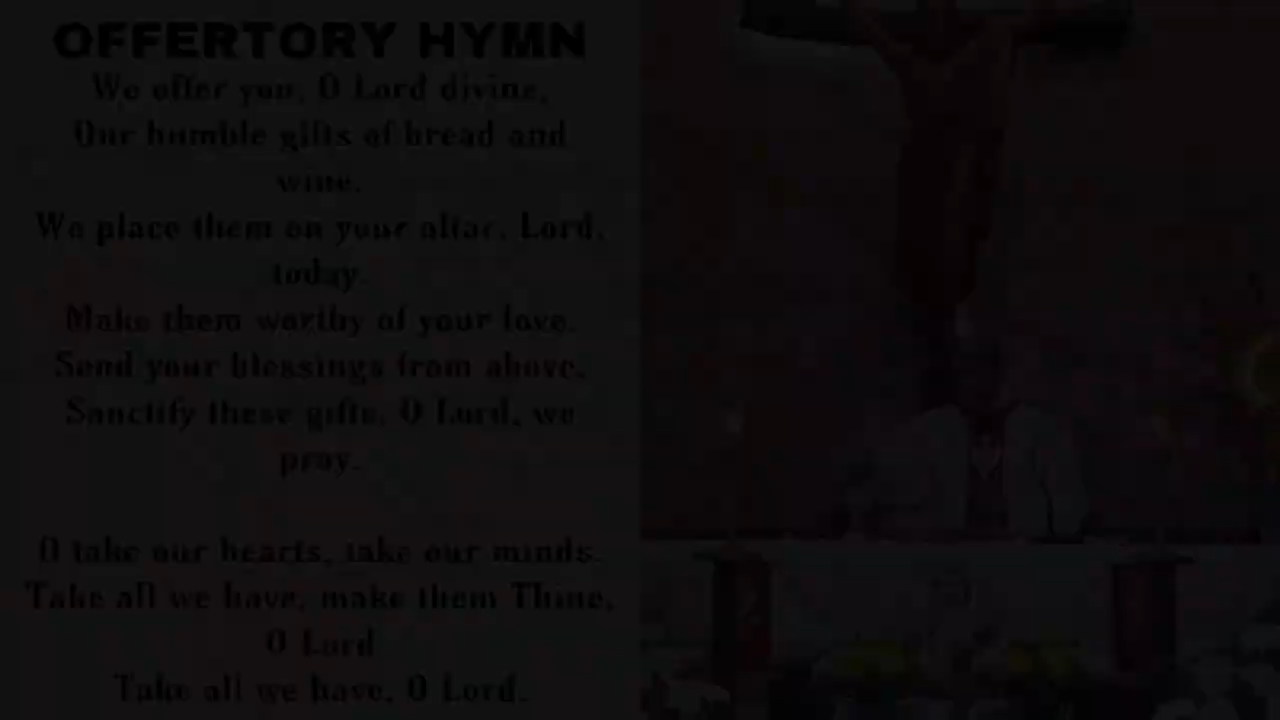 OFFERTORY HYMN
We offer you, O Lord divine,
Our humble gifts of bread and
wine.
We place them on your altar, Lord,
today.
Make them worthy of your love.
Send your blessings from above,
Sanctify these gifts, O Lord, we
pray.
O take our hearts, take our minds.
Take all we have, make them Thine,
O Lord
Take all we have, O Lord.